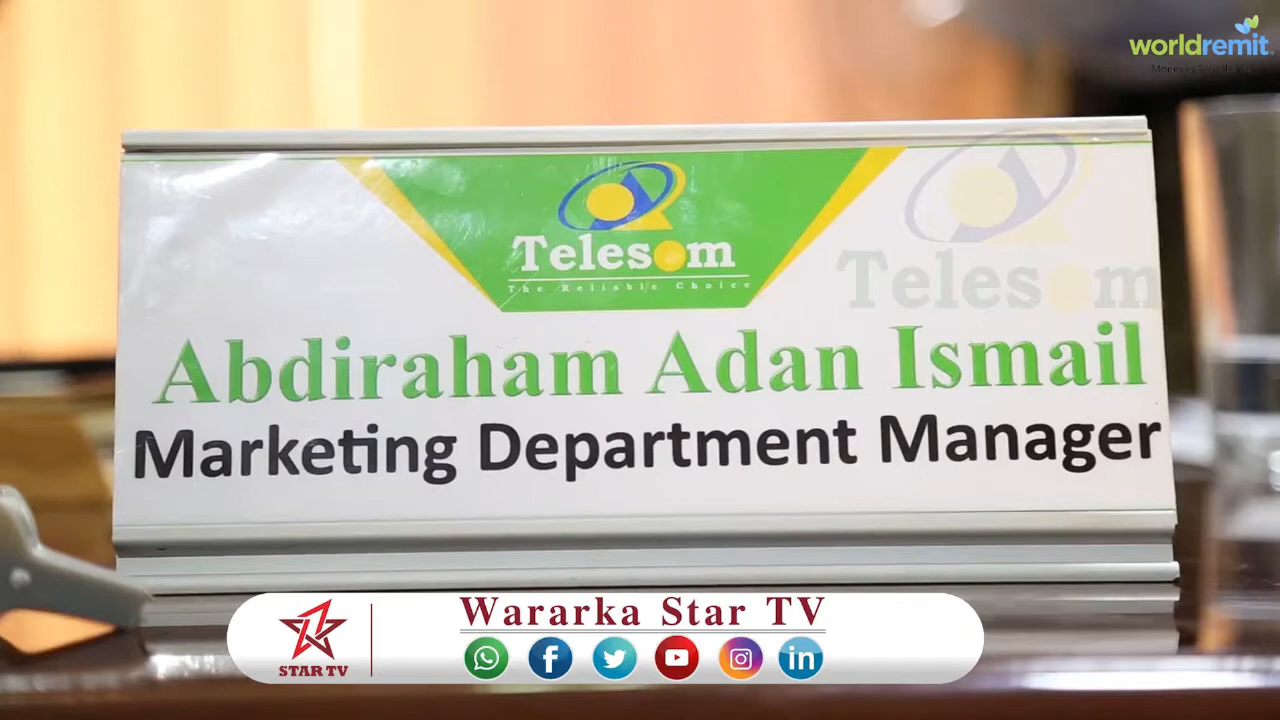 worldremit
Telesom
The Reliable Choice
Telesom
Abdiraham Adan Ismail
Marketing Department Manager
Wararka Star TV
STAR TV